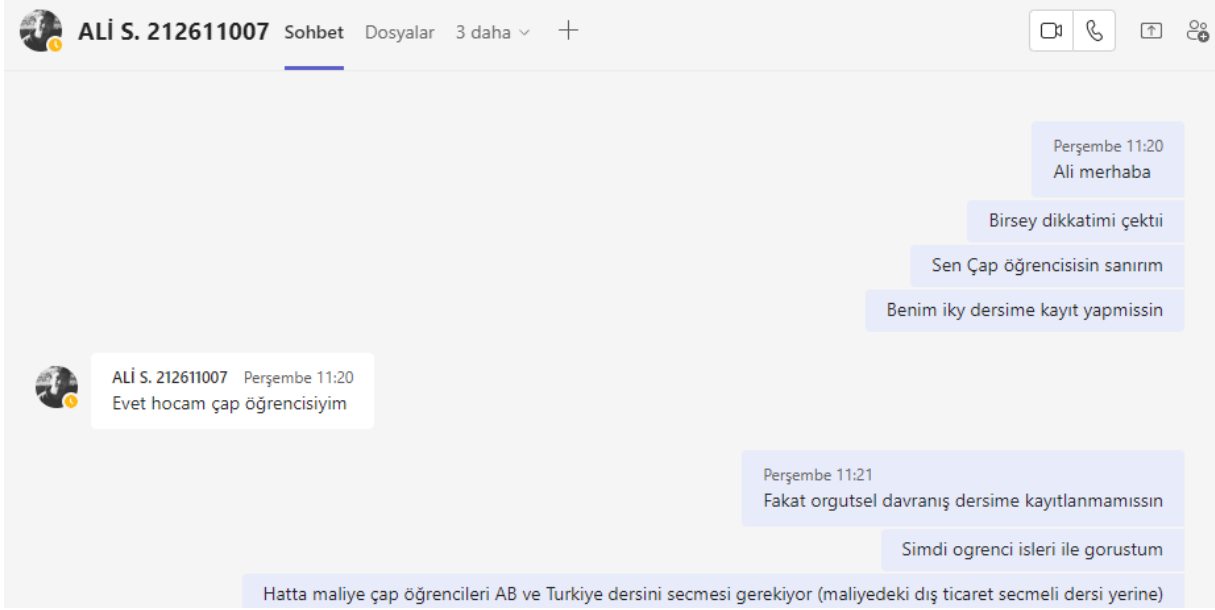 ALİ S. 212611007 Sohbet Dosyalar 3 daha
Perşembe 11:20
Ali merhaba
Birsey dikkatimi çektıi
Sen Çap öğrencisisin sanırım
Benim iky dersime kayıt yapmissin
ALİ S. 212611007 Perşembe 11:20
Evet hocam çap öğrencisiyim
Perşembe 11:21
Fakat orgutsel davranış dersime kayıtlanmamıssın
Simdi ogrenci isleri ile gorustum
Hatta maliye çap öğrencileri AB ve Turkiye dersini secmesi gerekiyor (maliyedeki dış ticaret secmeli dersi yerine)